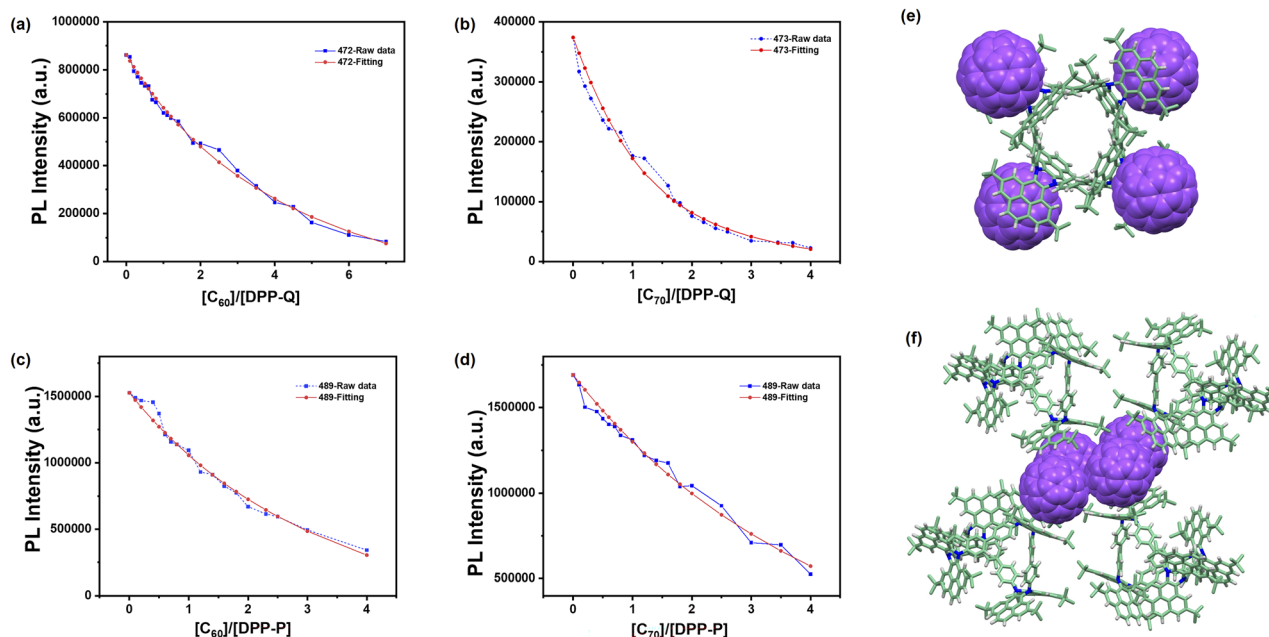 (a)
PL Intensity (a.u.)
1000000
800000
600000
400000
200000
0
472-Raw data
472-Fitting
0 2 4 6
[C60]/[DPP-Q]
(b)
PL Intensity (a.u.)
400000
300000
200000
100000
0
473-Raw data
473-Fitting
0 1 2 3 4
[C70]/[DPP-Q]
(e)
(c)
PL Intensity (a.u.)
1500000
1000000
500000
0
489-Raw data
489-Fitting
0 1 2 3 4
[C60]/[DPP-P]
(d)
PL Intensity (a.u.)
1500000
1000000
500000
489-Raw data
489-Fitting
0 1 2 3 4
[C70]/[DPP-P]
(f)